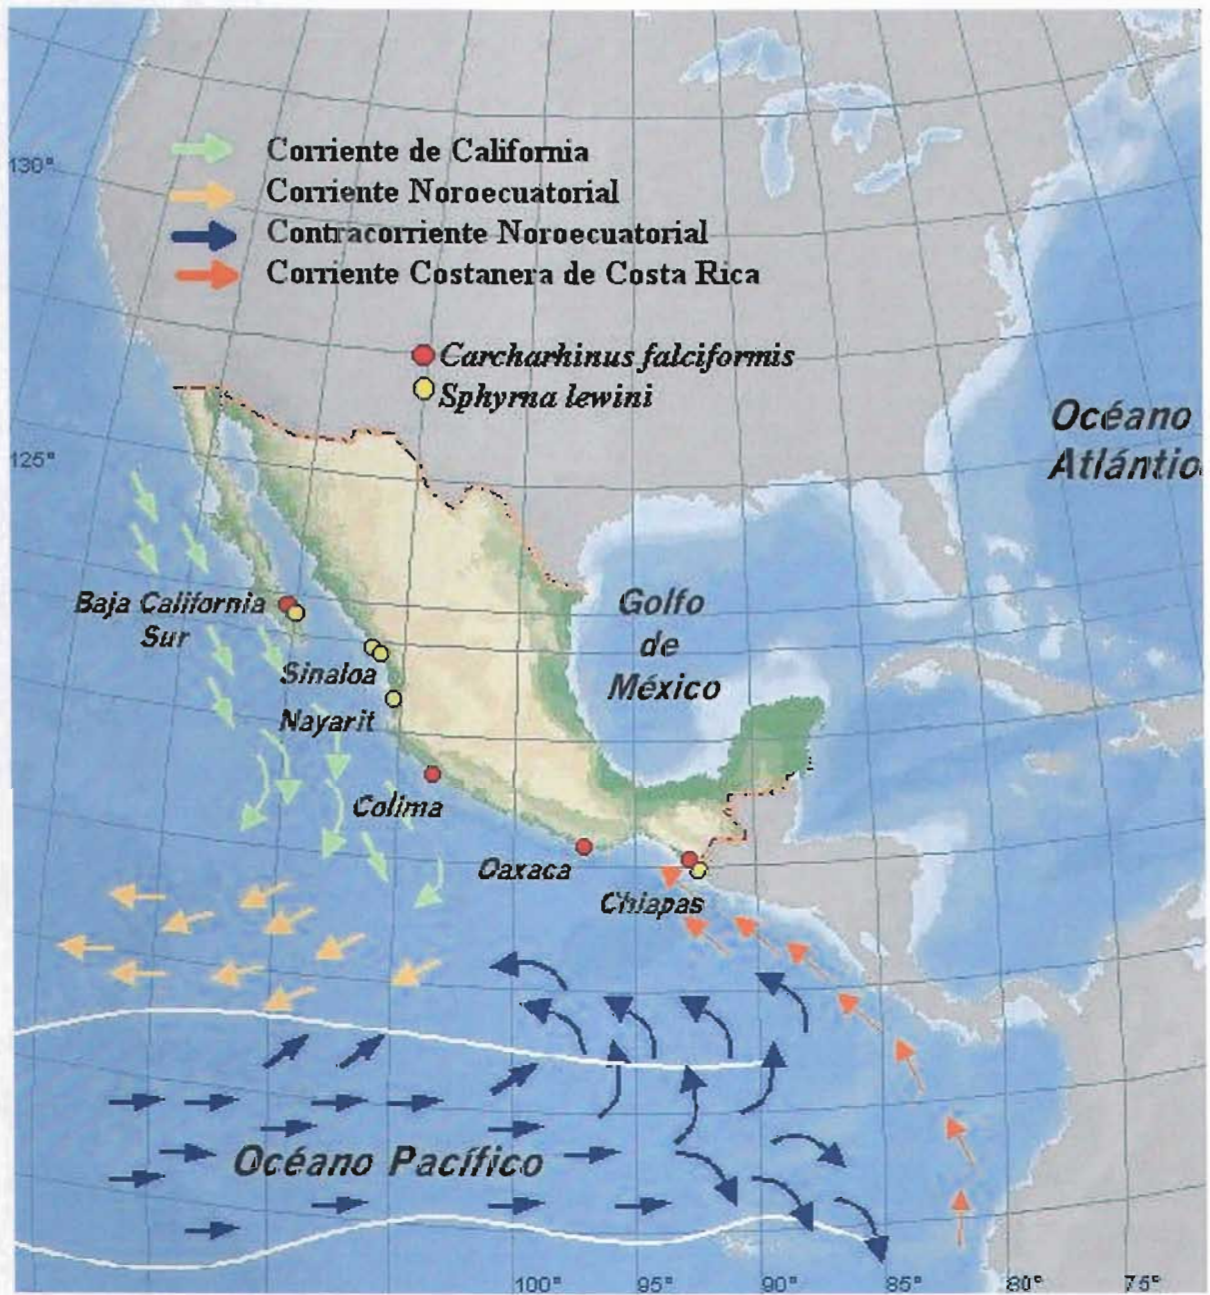 130°
Corriente de California
Corriente Noroecuatorial
Contracorriente Noroecuatorial
Corriente Costanera de Costa Rica
Carcharhinus falciformis
Sphyrna lewini
Océano
Atlántico
125°
Baja California
Sur
Golfo
de
México
Sinaloa
Nayarit
Colima
Oaxaca
Chiapas
Océano Pacífico
100°
95°
90°
85°
80°
75°